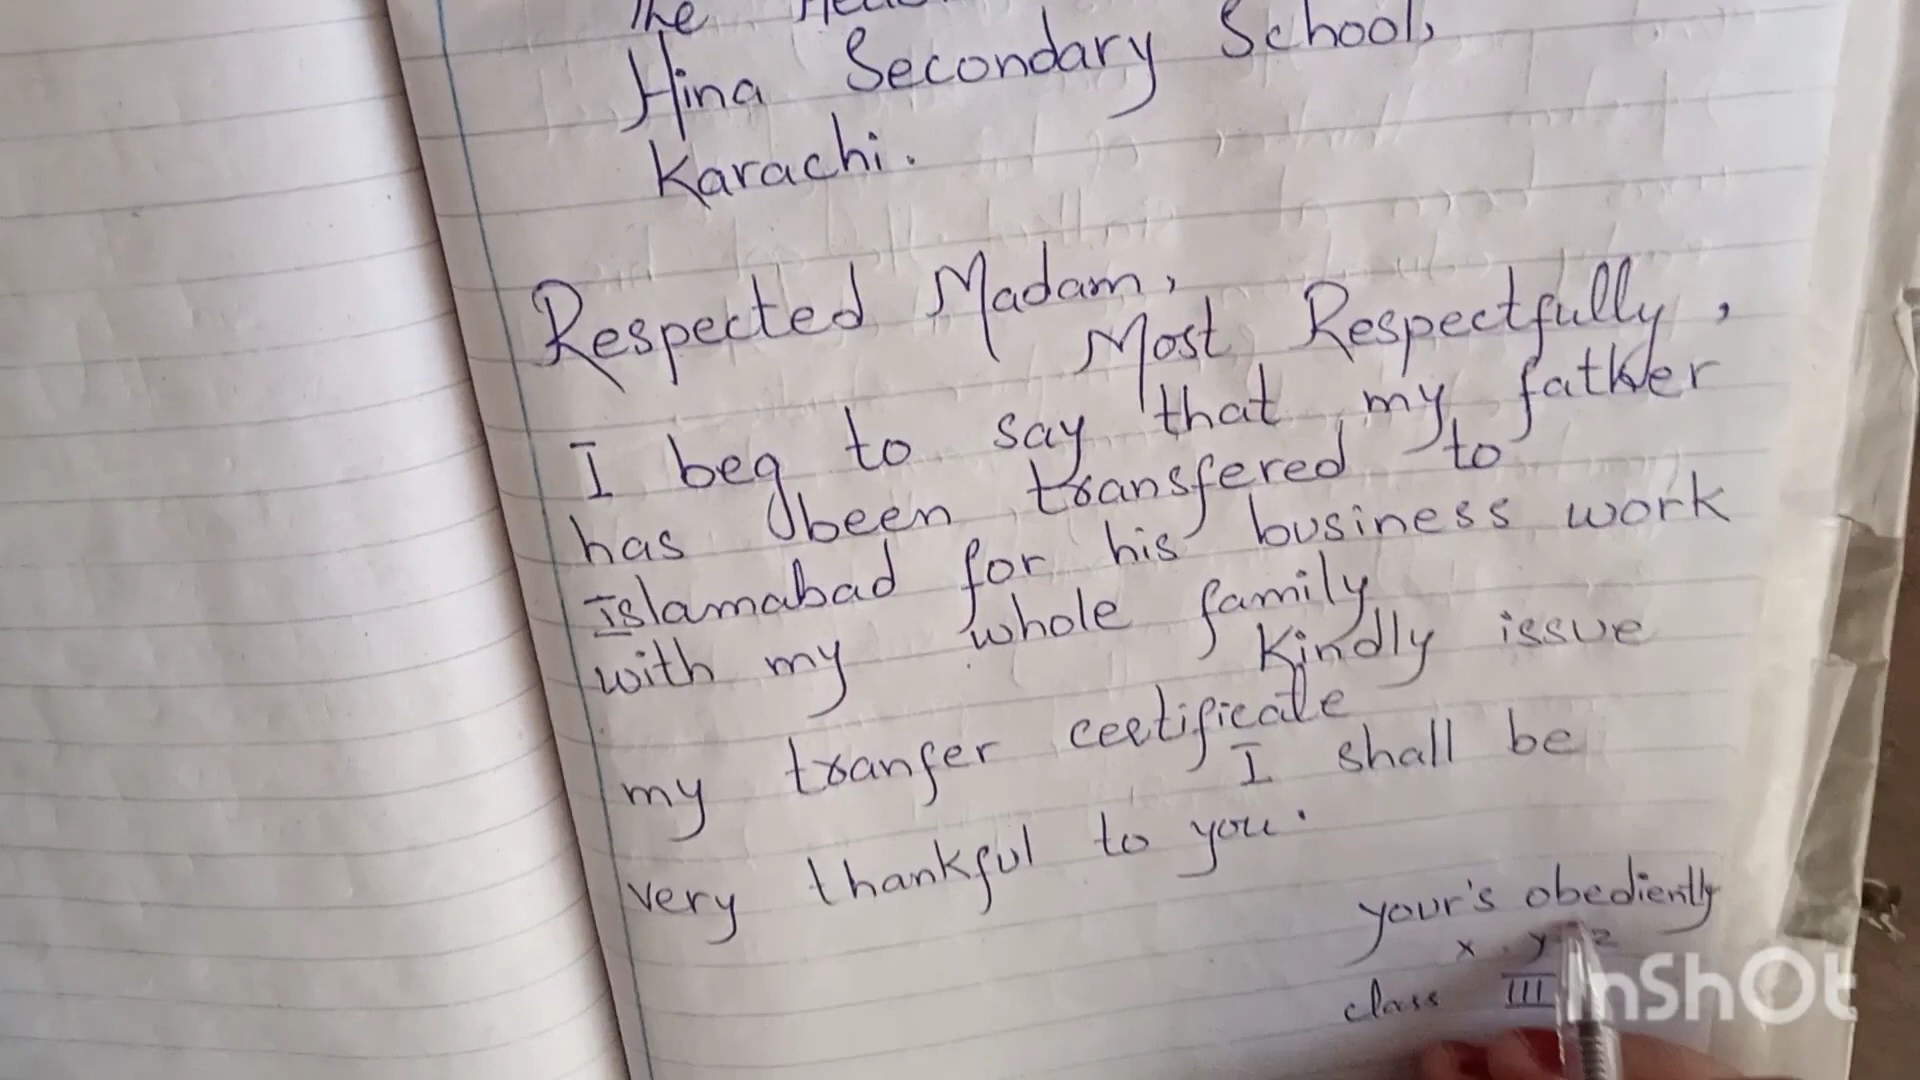 The
Hina Secondary School,
Karachi.
Respected Madam,
Most Respectfully,
I beg to say that my father
has been transfered to
islamabad for his business work
with my whole family
Kindly issue
my tranfer certificate
I shall be
very thankful to you.
your's obediently
x y z
class III
InShOt